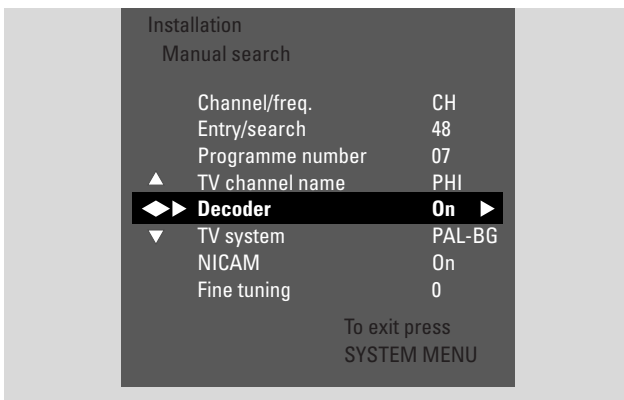 Installation
Manual search
Channel/freq. CH
Entry/search 48
Programme number 07
TV channel name PHI
Decoder On
TV system PAL-BG
NICAM On
Fine tuning 0
To exit press
SYSTEM MENU